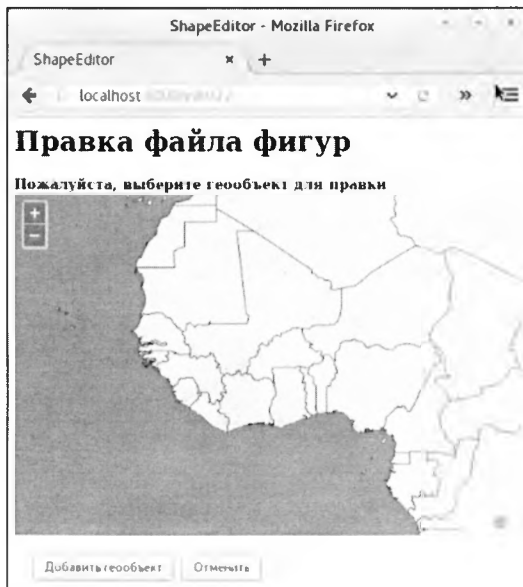 ShapeEditor - Mozilla Firefox
ShapeEditor × +
localhost
Правка файла фигур
Пожалуйста, выберите геообъект для правки
+
−
Добавить геообъект Отменить